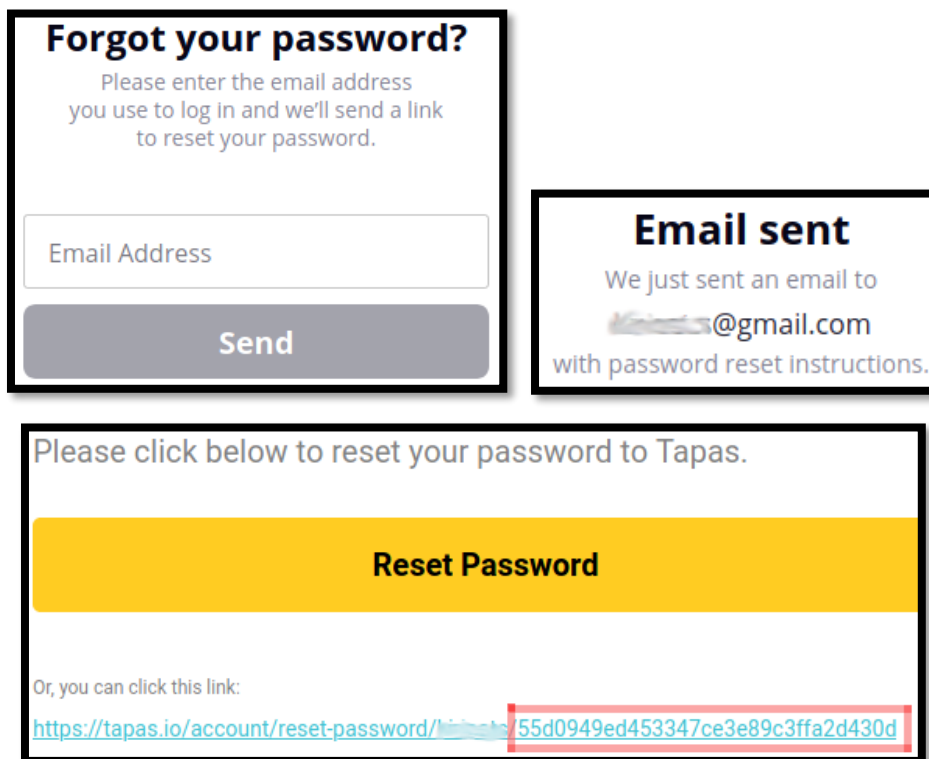 Forgot your password?
Please enter the email address
you use to log in and we'll send a link
to reset your password.
Email Address
Send
Email sent
We just sent an email to
@gmail.com
with password reset instructions.
Please click below to reset your password to Tapas.
Reset Password
Or, you can click this link:
https://tapas.io/account/reset-password/ /55d0949ed453347ce3e89c3ffa2d430d